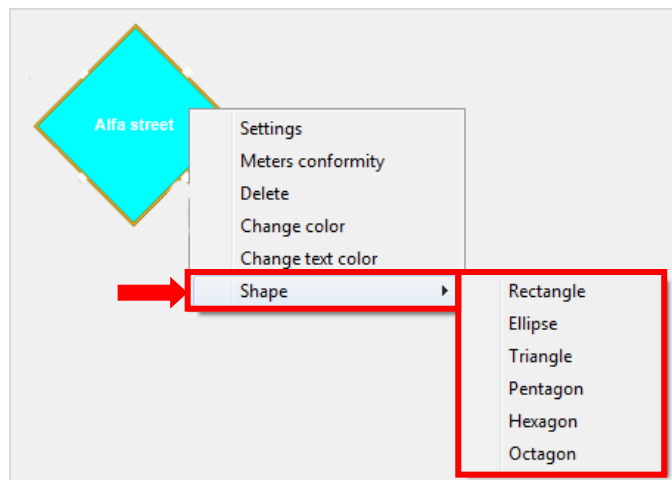 Alfa street
Settings
Meters conformity
Delete
Change color
Change text color
Shape
Rectangle
Ellipse
Triangle
Pentagon
Hexagon
Octagon